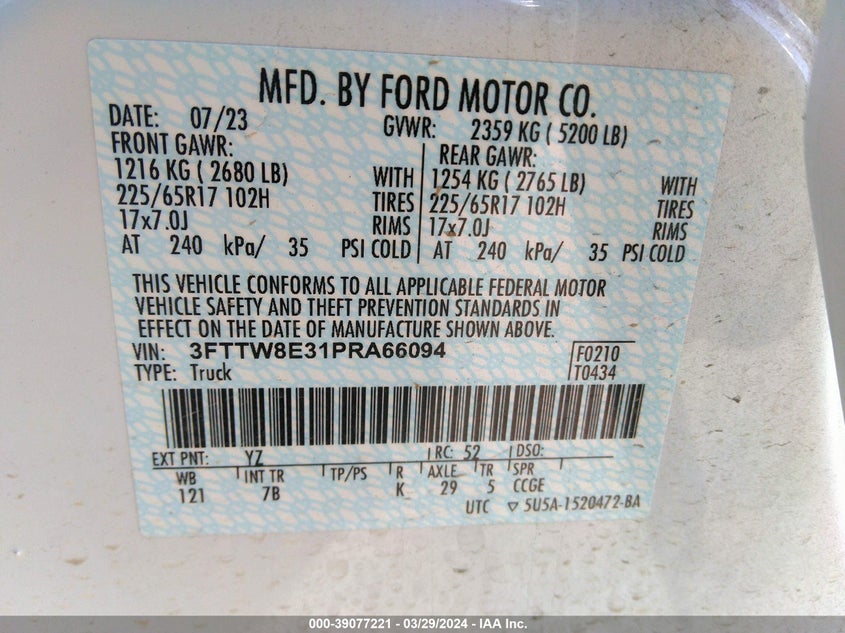 MFD. BY FORD MOTOR CO.
DATE: 07/23 GVWR: 2359 KG ( 5200 LB)
FRONT GAWR: REAR GAWR:
1216 KG ( 2680 LB) WITH 1254 KG ( 2765 LB) WITH
225/65R17 102H TIRES 225/65R17 102H TIRES
17x7.0J RIMS 17x7.0J RIMS
AT 240 kPa/ 35 PSI COLD AT 240 kPa/ 35 PSI COLD
THIS VEHICLE CONFORMS TO ALL APPLICABLE FEDERAL MOTOR
VEHICLE SAFETY AND THEFT PREVENTION STANDARDS IN
EFFECT ON THE DATE OF MANUFACTURE SHOWN ABOVE.
VIN: 3FTTW8E31PRA66094 F0210
TYPE: Truck T0434
EXT PNT: YZ RC: 52 DSO:
WB INT TR TP/PS R AXLE TR SPR
121 7B K 29 5 CCGE
UTC ▽ 5U5A-1520472-BA
000-39077221 - 03/29/2024 - IAA Inc.